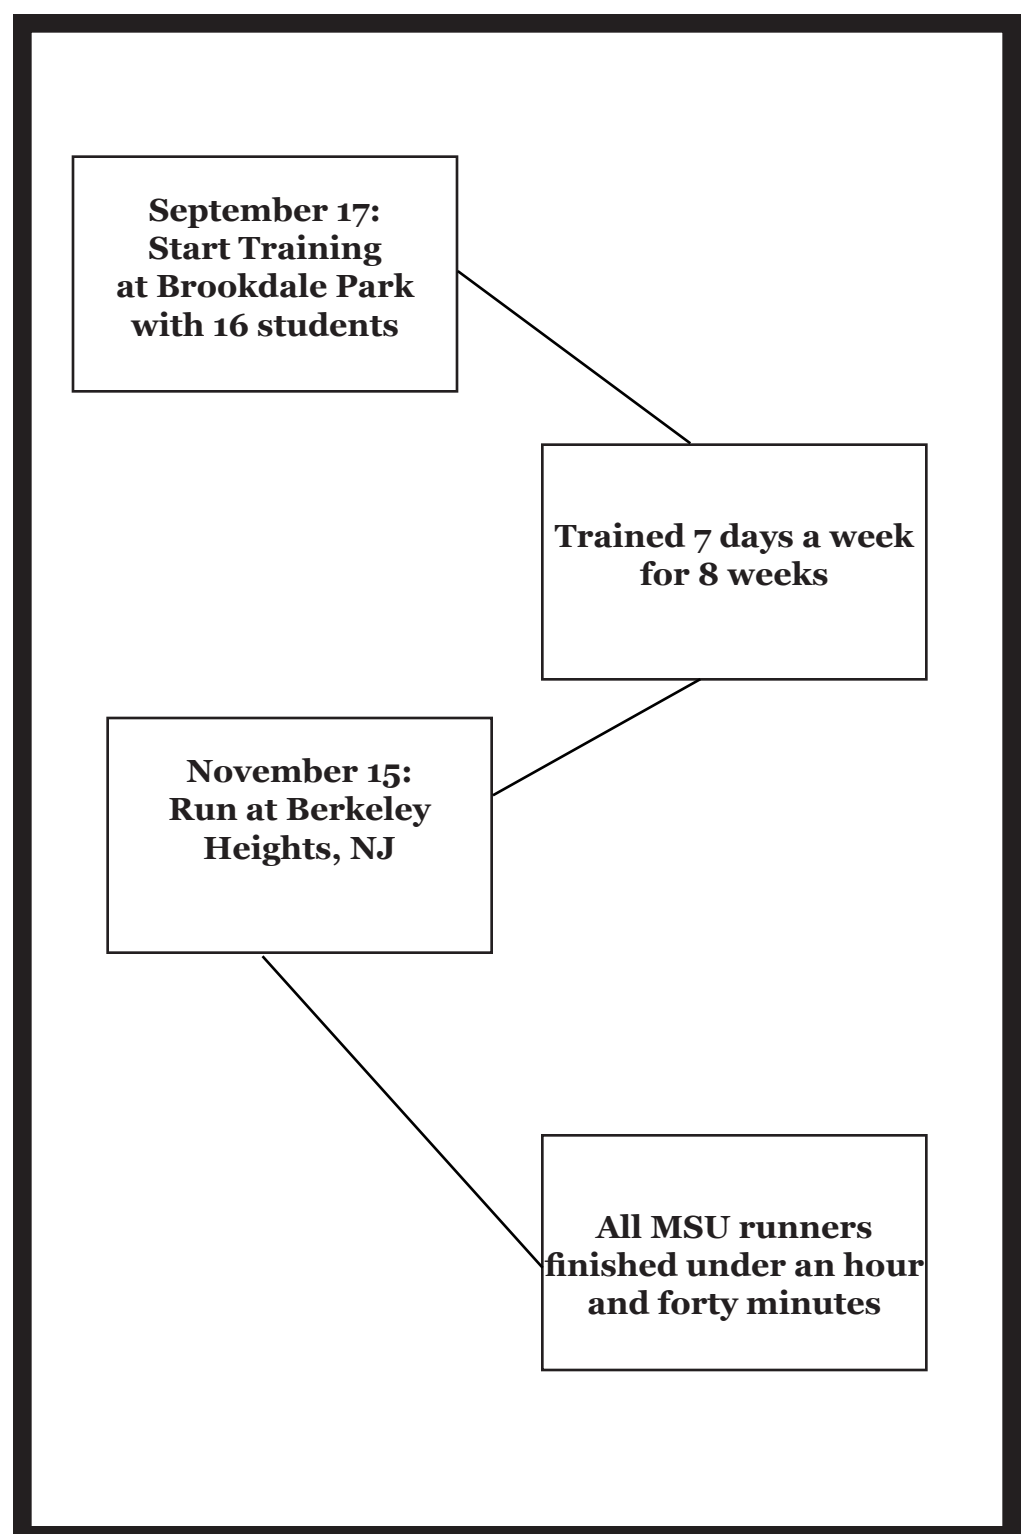 September 17:
Start Training
at Brookdale Park
with 16 students
Trained 7 days a week
for 8 weeks
November 15:
Run at Berkeley
Heights, NJ
All MSU runners
finished under an hour
and forty minutes